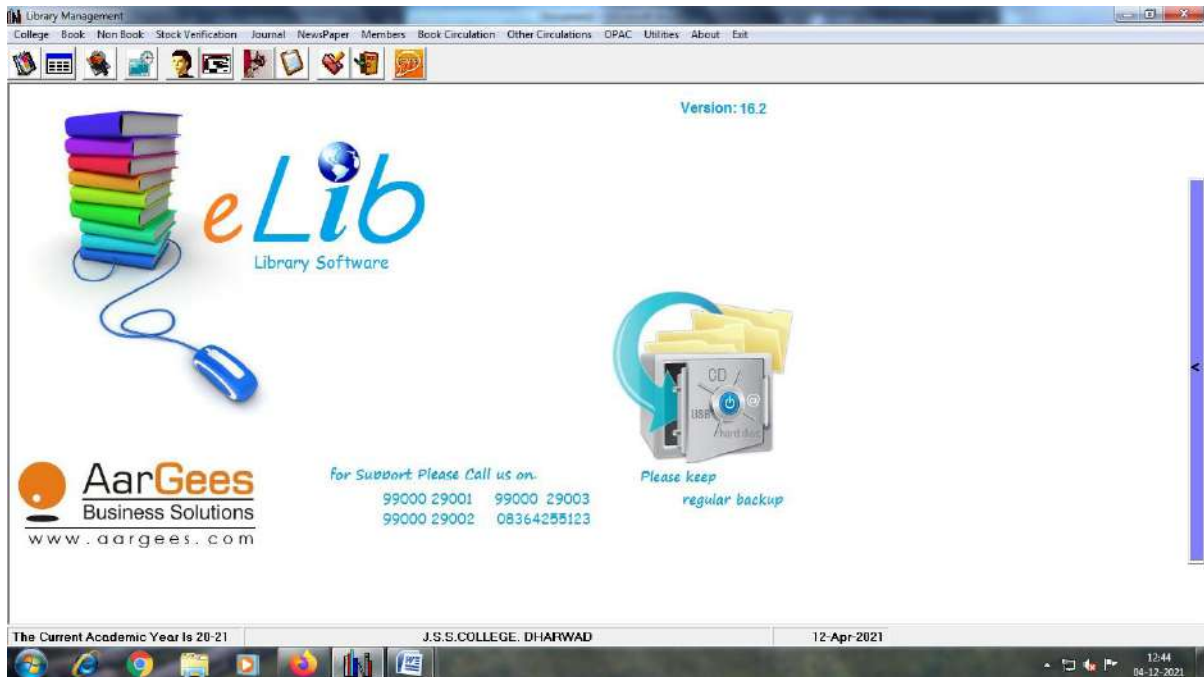 Library Management
College Book Non Book Stock Verification Journal NewsPaper Members Book Circulation Other Circulations OPAC Utilities About Exit
Version: 16.2
eLib
Library Software
CD
USB
hard disc
@
AarGees
Business Solutions
www.aargees.com
for Support Please Call us on.
99000 29001 99000 29003
99000 29002 08364255123
Please keep
regular backup
<
The Current Academic Year Is 20-21 J.S.S.COLLEGE. DHARWAD 12-Apr-2021
12:44
04-12-2021